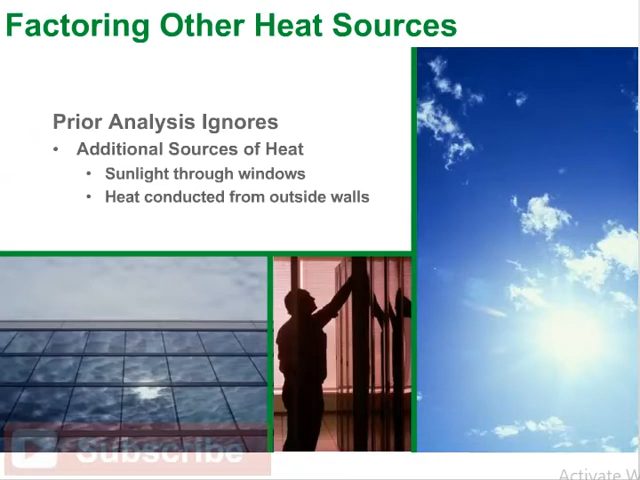 Factoring Other Heat Sources
Prior Analysis Ignores
• Additional Sources of Heat
• Sunlight through windows
• Heat conducted from outside walls
Subscribe
Activate W